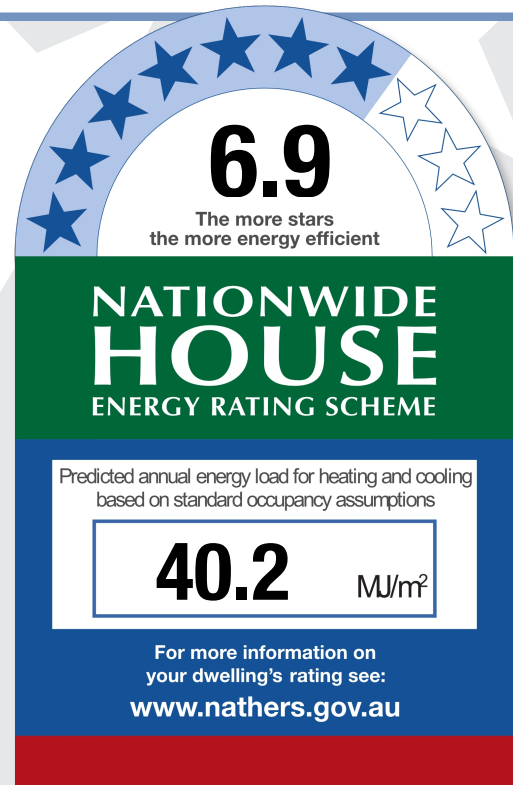 6.9
The more stars
the more energy efficient
NATIONWIDE
HOUSE
ENERGY RATING SCHEME
Predicted annual energy load for heating and cooling
based on standard occupancy assumptions
40.2 MJ/m²
For more information on
your dwelling's rating see:
www.nathers.gov.au